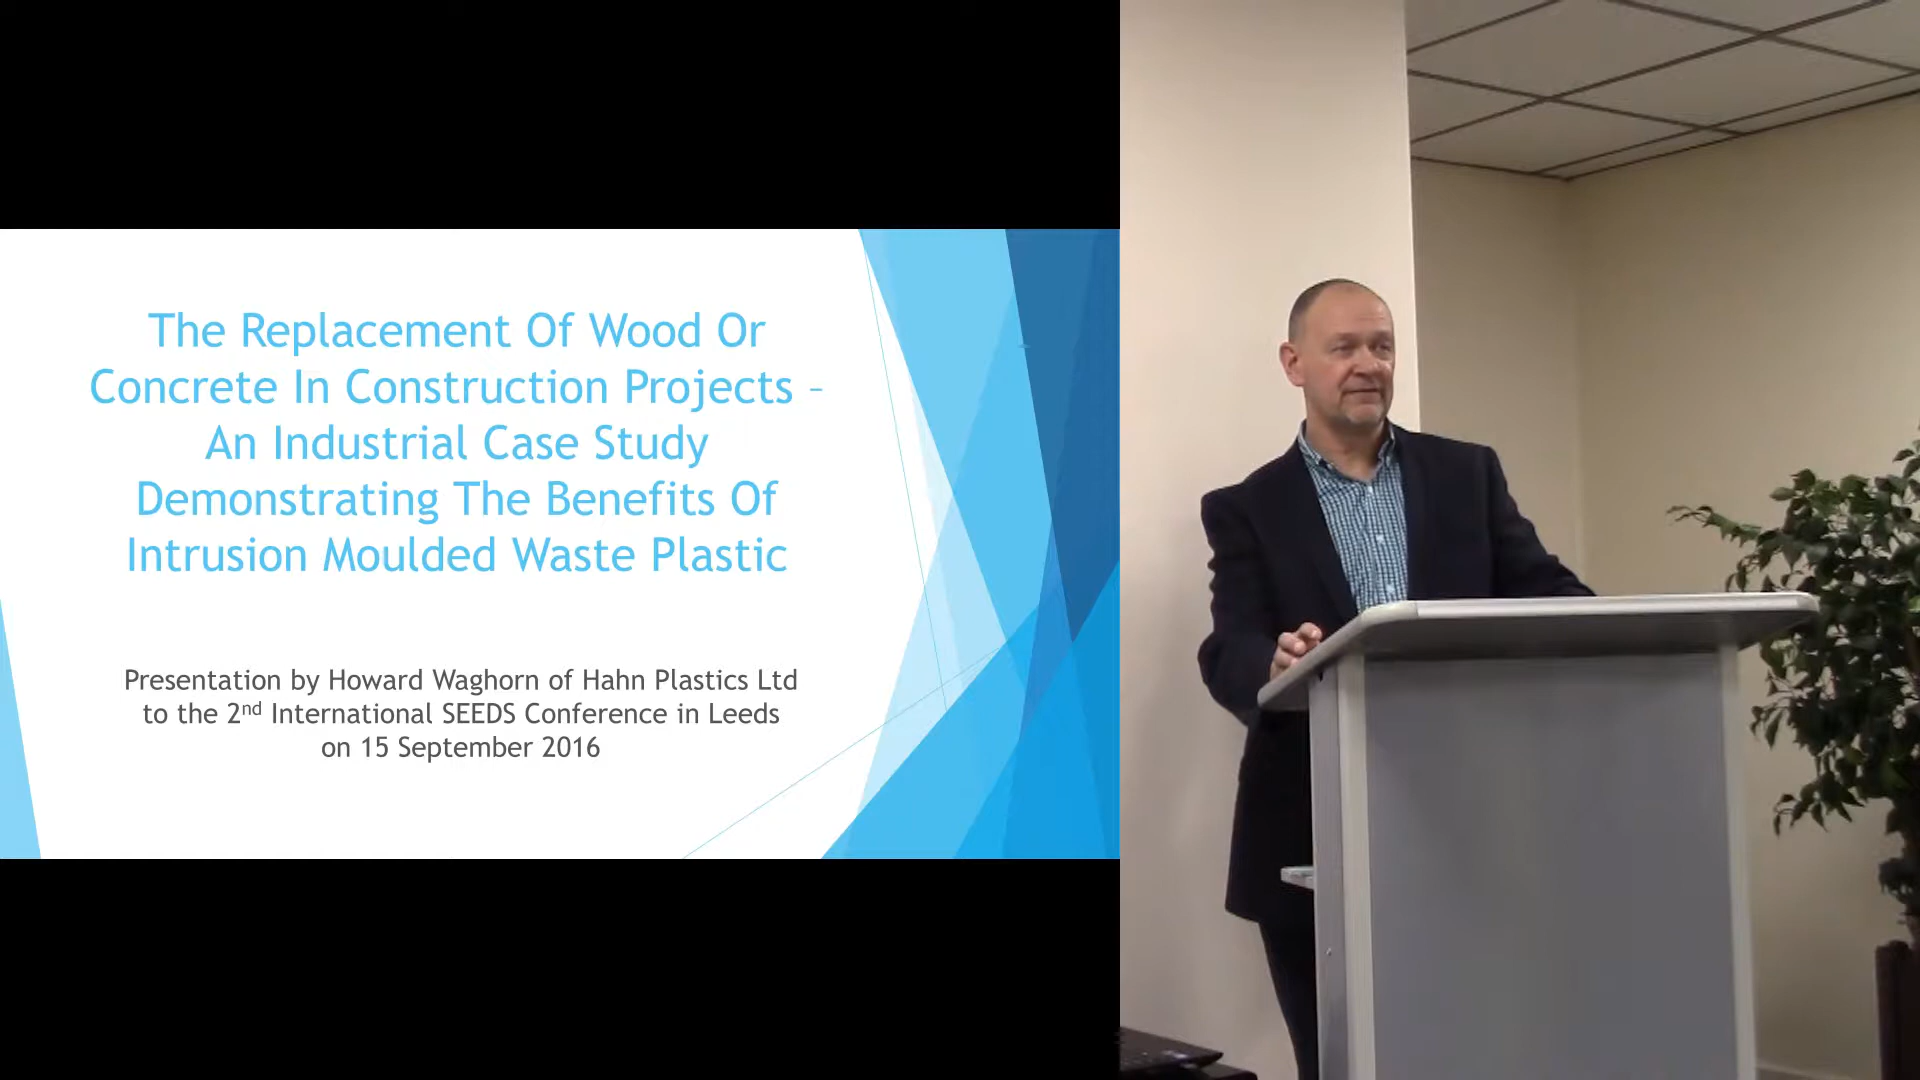 The Replacement Of Wood Or
Concrete In Construction Projects –
An Industrial Case Study
Demonstrating The Benefits Of
Intrusion Moulded Waste Plastic
Presentation by Howard Waghorn of Hahn Plastics Ltd
to the 2nd International SEEDS Conference in Leeds
on 15 September 2016